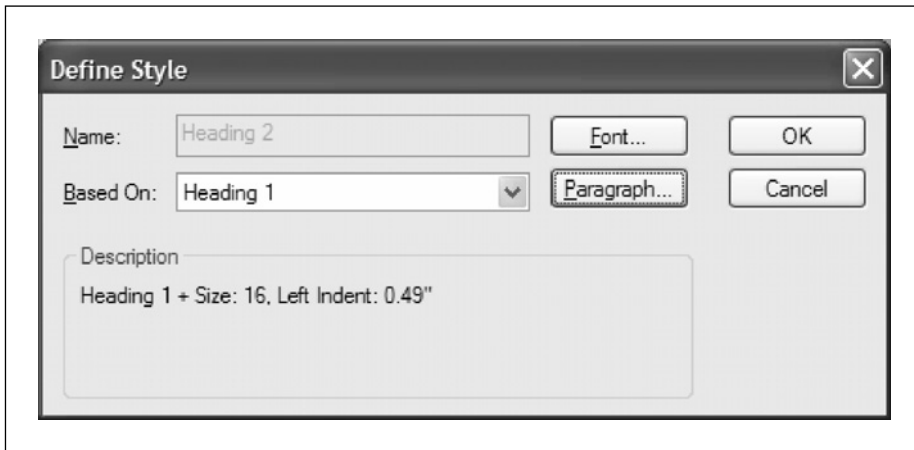 Define Style
Name: Heading 2 Font... OK
Based On: Heading 1 Paragraph... Cancel
Description
Heading 1 + Size: 16, Left Indent: 0.49"